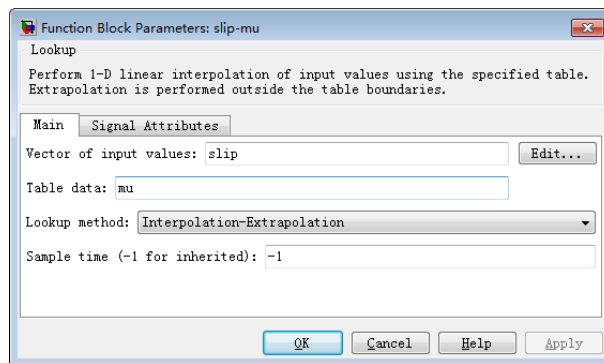 Function Block Parameters: slip-mu
Lookup
Perform 1-D linear interpolation of input values using the specified table.
Extrapolation is performed outside the table boundaries.
Main Signal Attributes
Vector of input values: slip Edit...
Table data: mu
Lookup method: Interpolation-Extrapolation
Sample time (-1 for inherited): -1
OK Cancel Help Apply